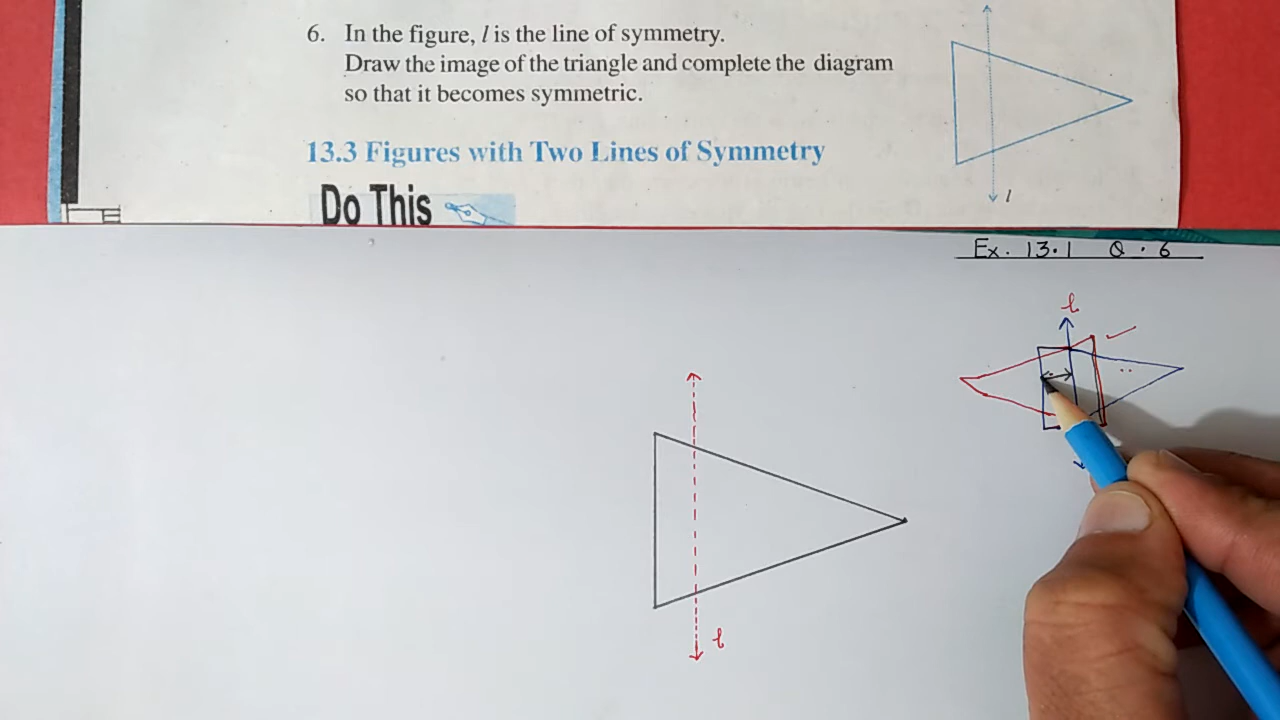 6. In the figure, l is the line of symmetry.
Draw the image of the triangle and complete the diagram
so that it becomes symmetric.
l
13.3 Figures with Two Lines of Symmetry
Do This
Ex. 13.1 Q. 6
l
l